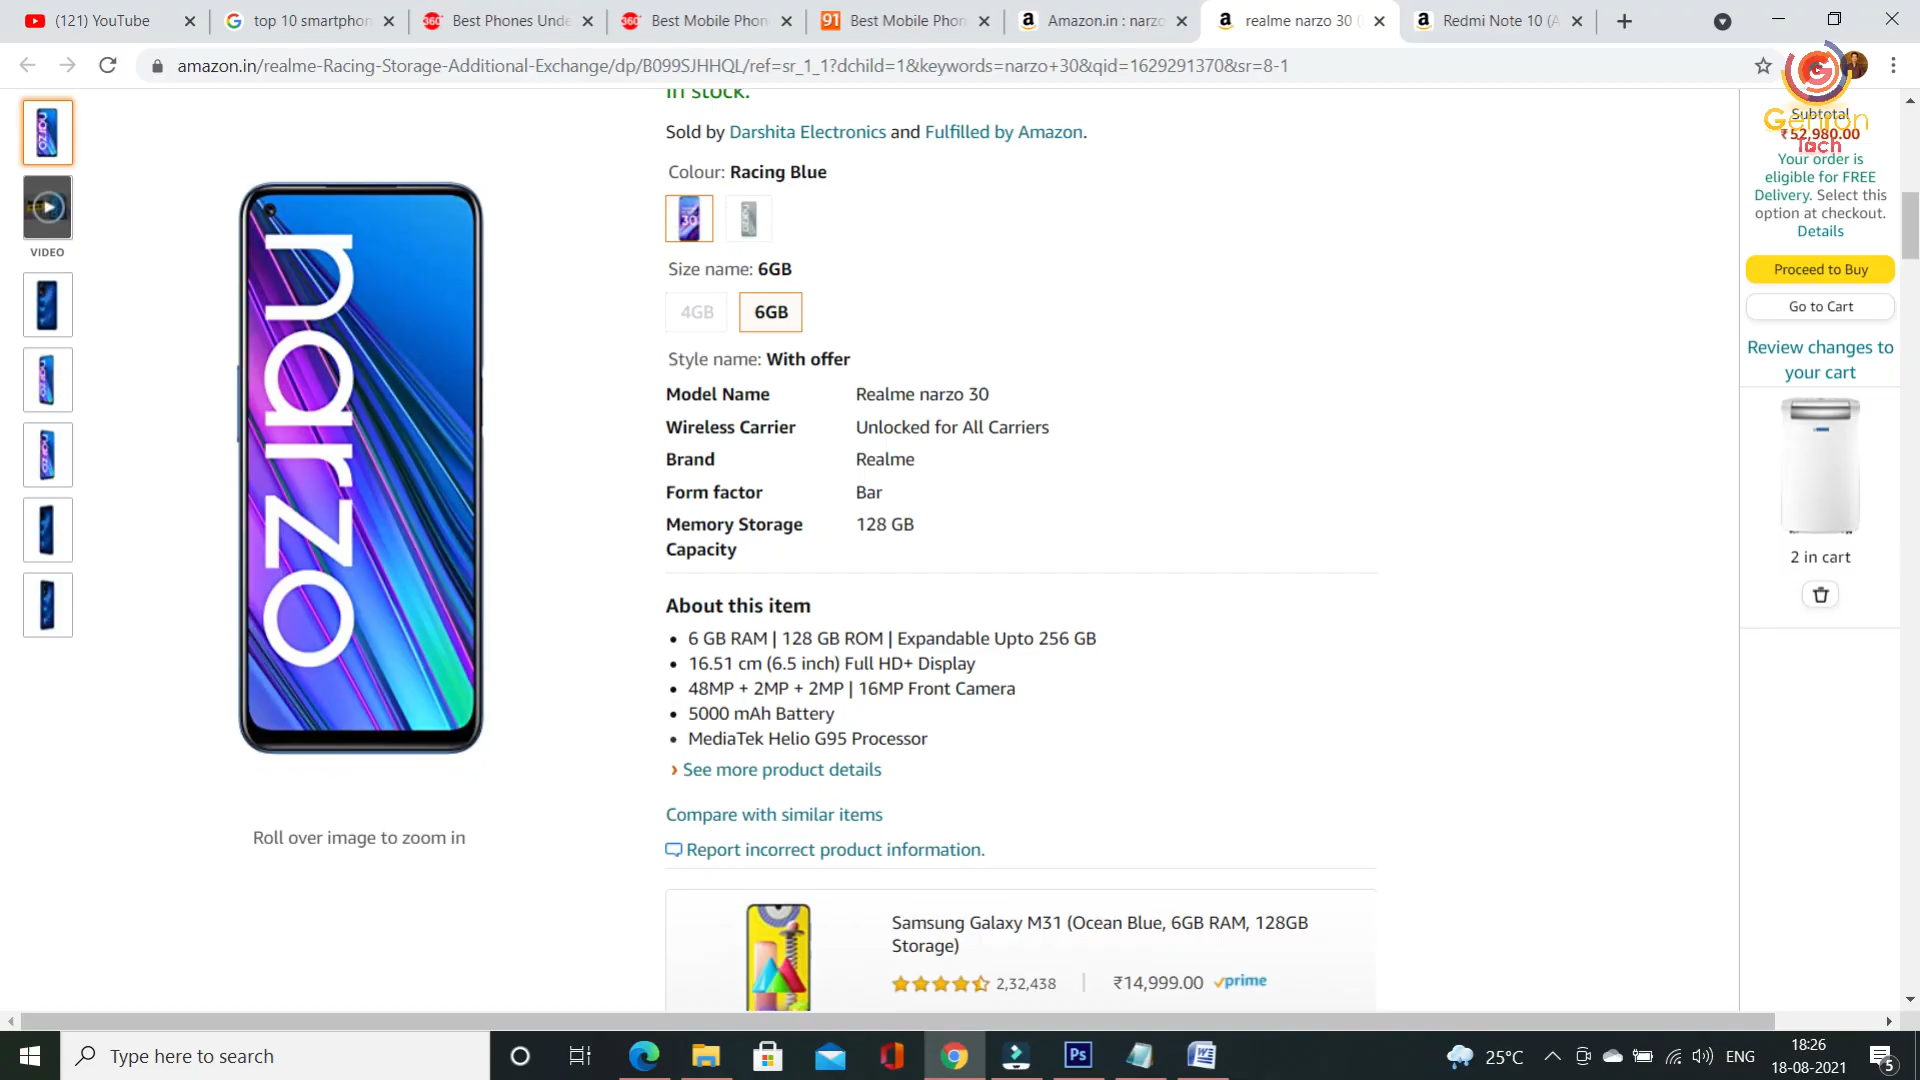 (121) YouTube
top 10 smartphon
360°
Best Phones Unde
360°
Best Mobile Phon
91
Best Mobile Phon
Amazon.in : narzo
realme narzo 30 (
Redmi Note 10 (A
amazon.in/realme-Racing-Storage-Additional-Exchange/dp/B099SJHHQL/ref=sr_1_1?dchild=1&keywords=narzo+30&qid=1629291370&sr=8-1
In stock.
Sold by Darshita Electronics and Fulfilled by Amazon.
Colour: Racing Blue
Size name: 6GB
4GB
6GB
Style name: With offer
Model Name Realme narzo 30
Wireless Carrier Unlocked for All Carriers
Brand Realme
Form factor Bar
Memory Storage Capacity 128 GB
About this item
6 GB RAM | 128 GB ROM | Expandable Upto 256 GB
16.51 cm (6.5 inch) Full HD+ Display
48MP + 2MP + 2MP | 16MP Front Camera
5000 mAh Battery
MediaTek Helio G95 Processor
› See more product details
Compare with similar items
Report incorrect product information.
Samsung Galaxy M31 (Ocean Blue, 6GB RAM, 128GB
Storage)
2,32,438 | ₹14,999.00 prime
narzo
VIDEO
narzo
Roll over image to zoom in
Subtotal
₹52,980.00
Genron
Tech
Your order is
eligible for FREE
Delivery. Select this
option at checkout.
Details
Proceed to Buy
Go to Cart
Review changes to
your cart
2 in cart
Type here to search
Ps
25°C
ENG
18:26
18-08-2021
5